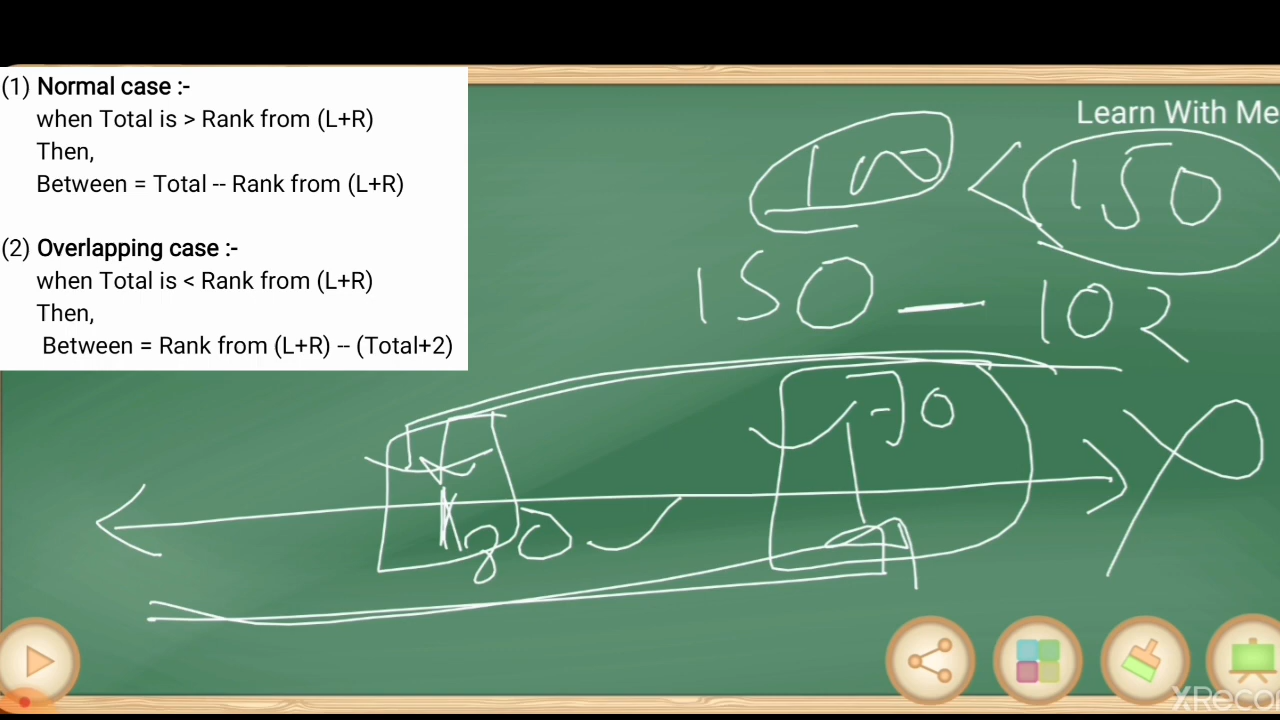 (1) Normal case :-
when Total is > Rank from (L+R)
Then,
Between = Total -- Rank from (L+R)
(2) Overlapping case :-
when Total is < Rank from (L+R)
Then,
Between = Rank from (L+R) -- (Total+2)
Learn With Me
100 < 150
150 — 102
70
80
XRecor